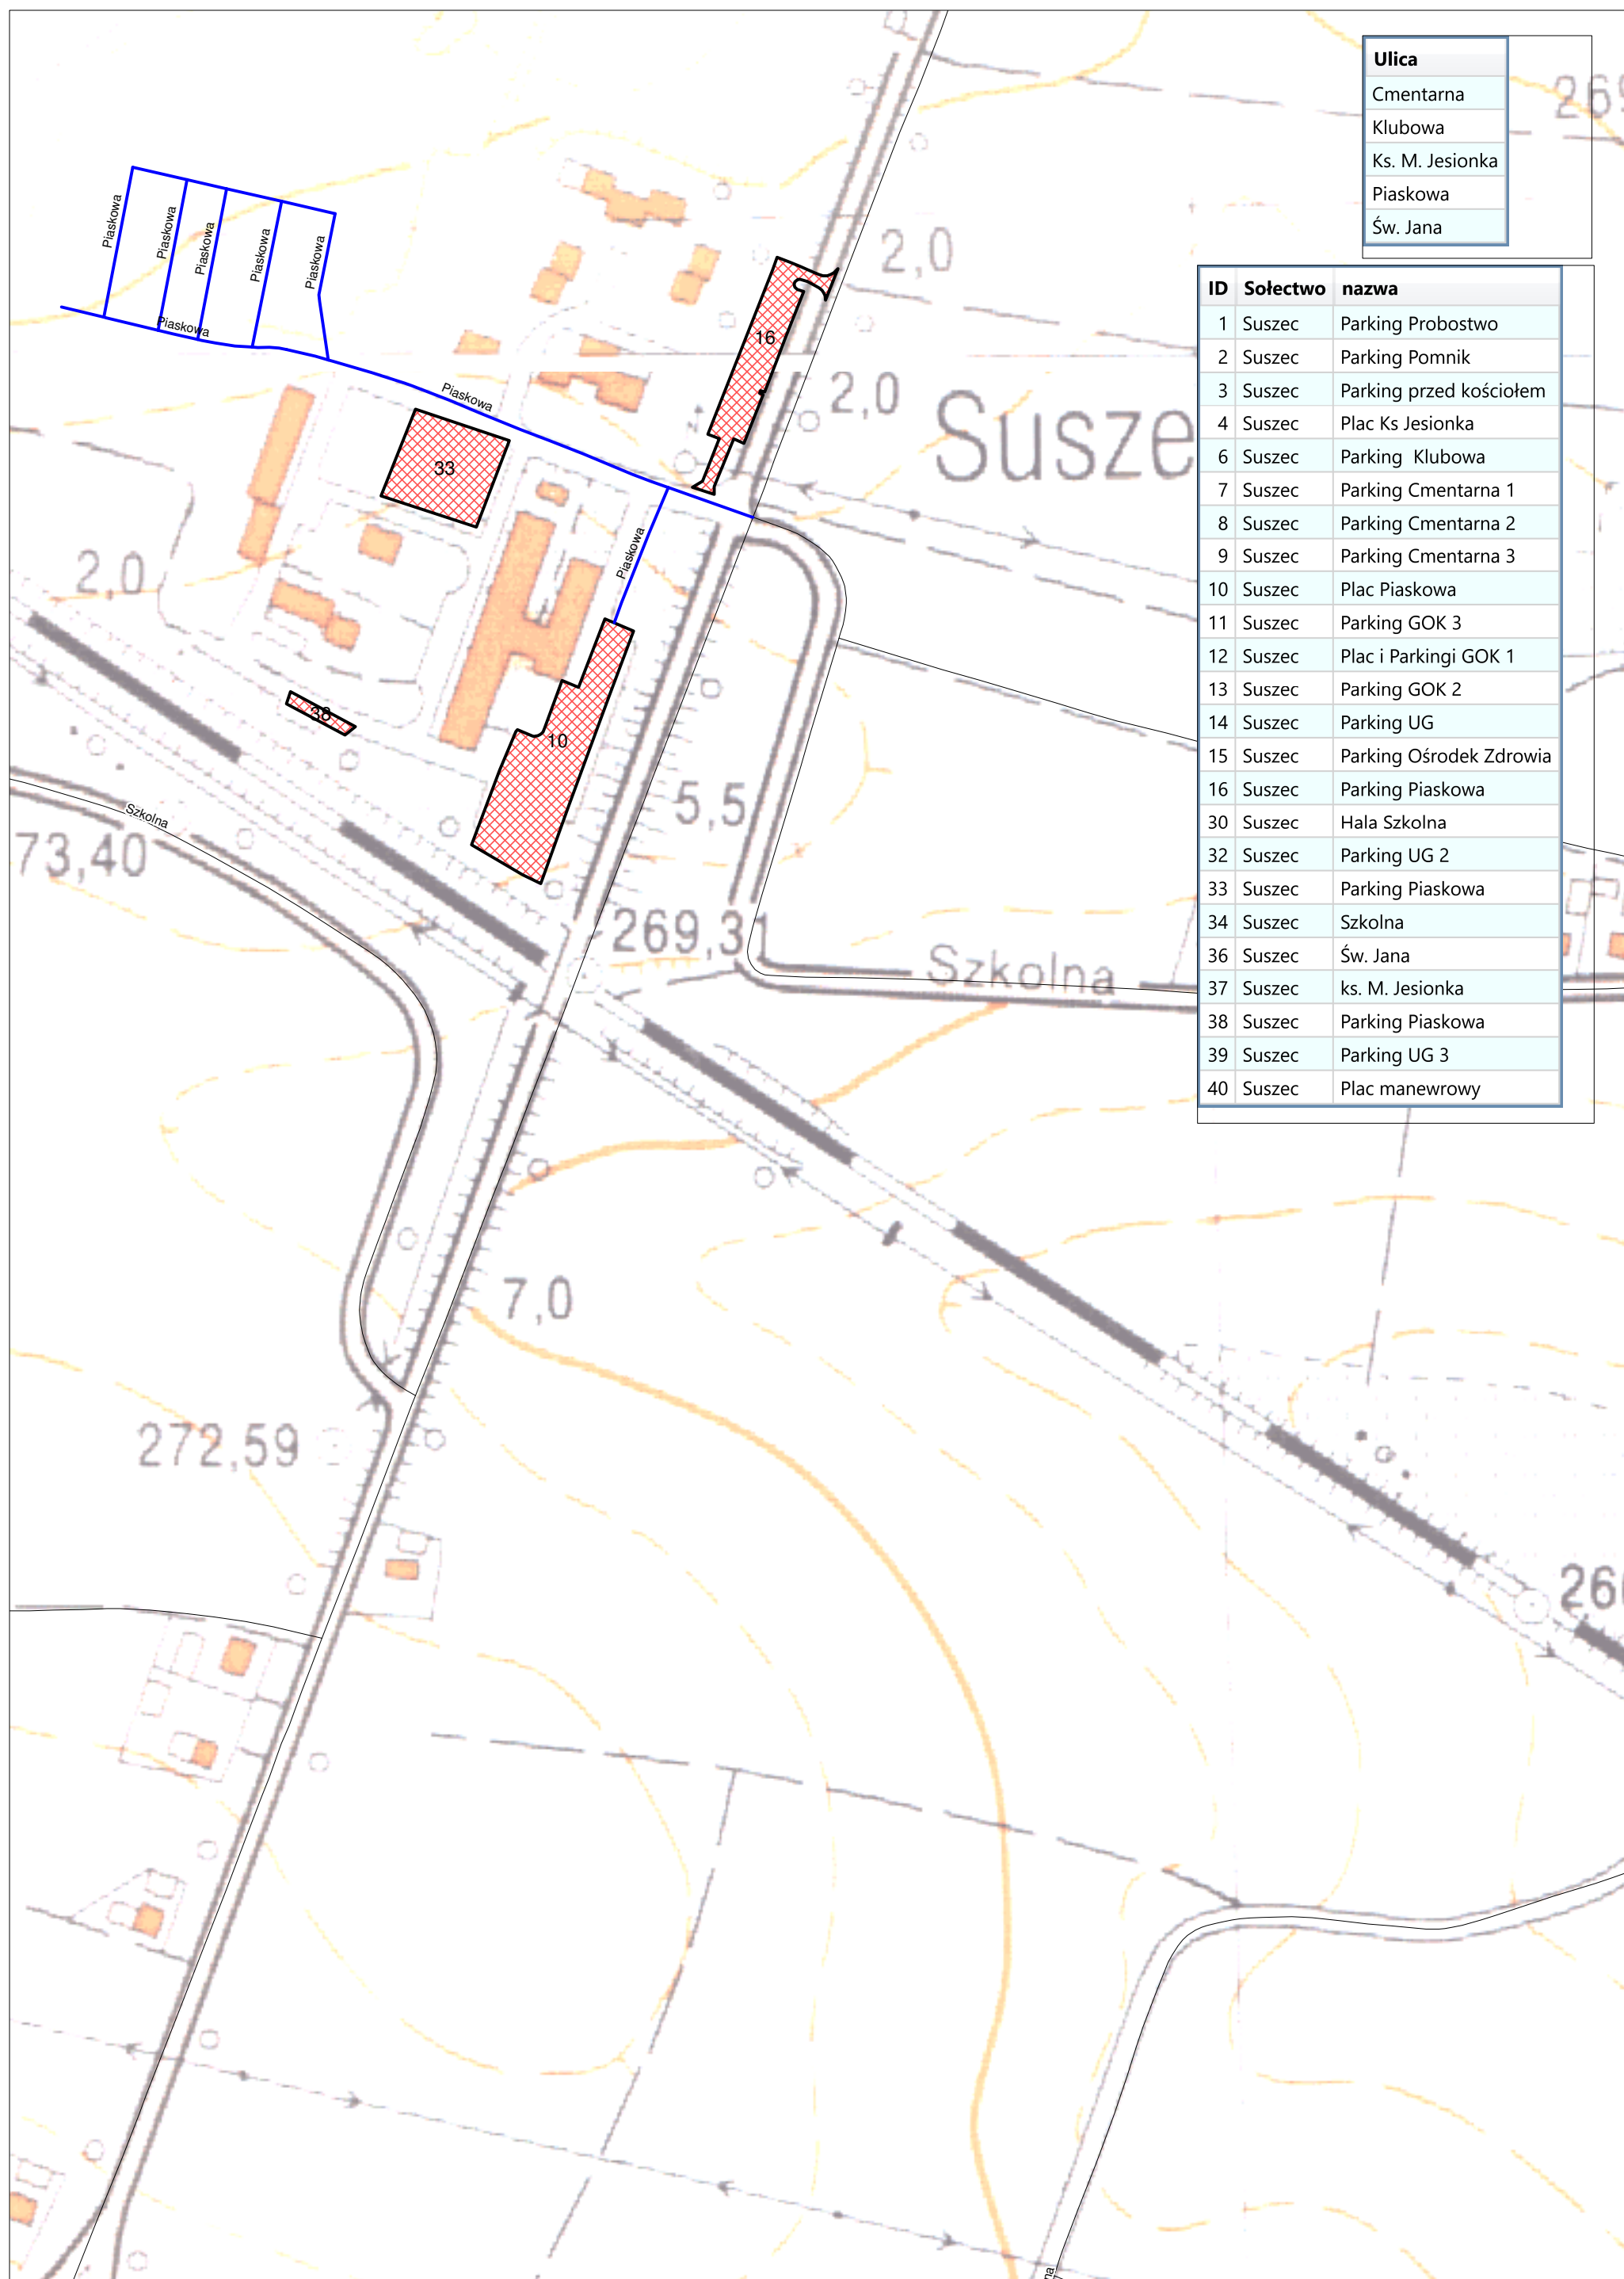 Ulica
Cmentarna
Klubowa
Ks. M. Jesionka
Piaskowa
Św. Jana
ID Sołectwo nazwa
1 Suszec Parking Probostwo
2 Suszec Parking Pomnik
3 Suszec Parking przed kościołem
4 Suszec Plac Ks Jesionka
6 Suszec Parking Klubowa
7 Suszec Parking Cmentarna 1
8 Suszec Parking Cmentarna 2
9 Suszec Parking Cmentarna 3
10 Suszec Plac Piaskowa
11 Suszec Parking GOK 3
12 Suszec Plac i Parkingi GOK 1
13 Suszec Parking GOK 2
14 Suszec Parking UG
15 Suszec Parking Ośrodek Zdrowia
16 Suszec Parking Piaskowa
30 Suszec Hala Szkolna
32 Suszec Parking UG 2
33 Suszec Parking Piaskowa
34 Suszec Szkolna
36 Suszec Św. Jana
37 Suszec ks. M. Jesionka
38 Suszec Parking Piaskowa
39 Suszec Parking UG 3
40 Suszec Plac manewrowy
Piaskowa
Piaskowa
Piaskowa
Piaskowa
Piaskowa
Piaskowa
Piaskowa
Piaskowa
2,0
16
2,0
Susze
33
2,0
38
10
5,5
Szkolna
73,40
269,31
Szkolna
7,0
272,59